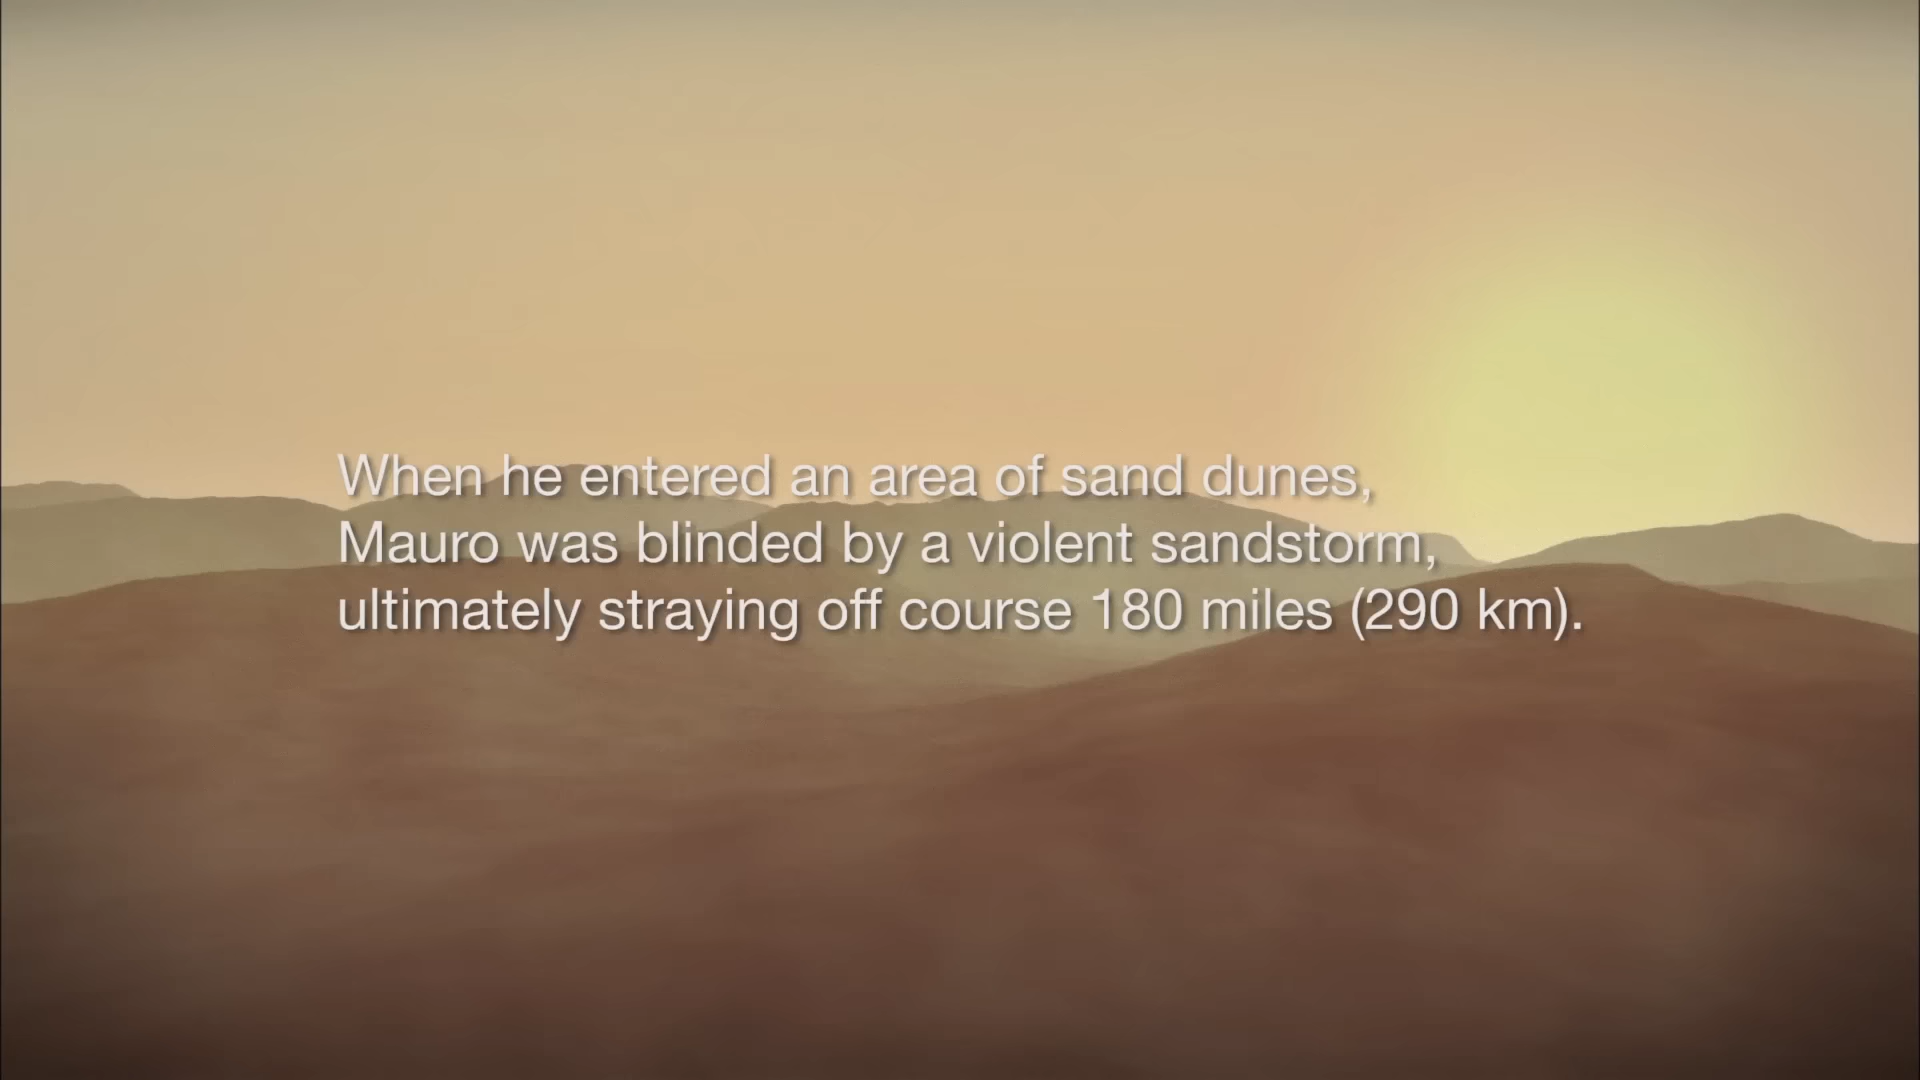 When he entered an area of sand dunes,
Mauro was blinded by a violent sandstorm,
ultimately straying off course 180 miles (290 km).